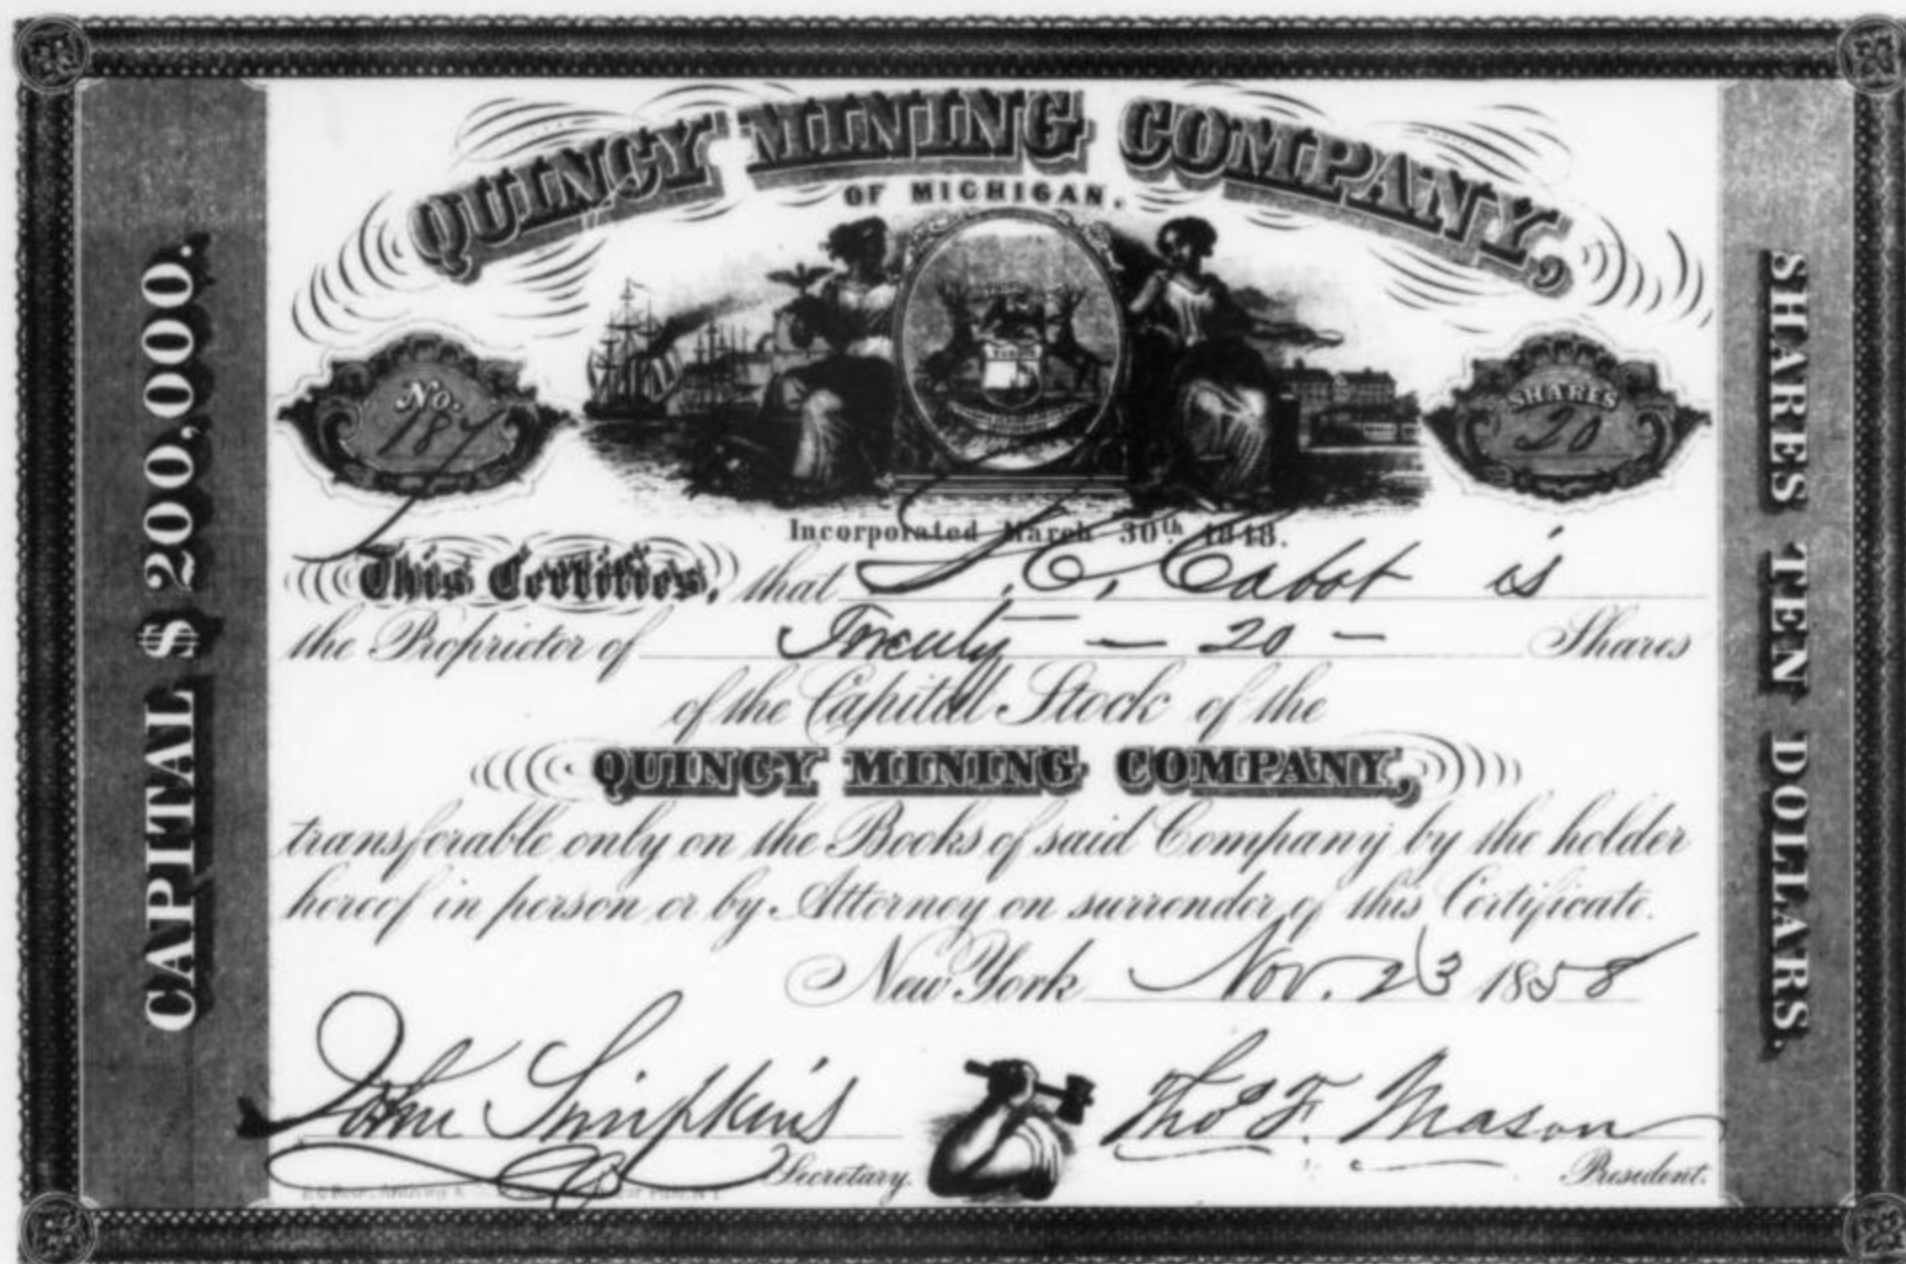 QUINCY MINING COMPANY,
OF MICHIGAN.
CAPITAL $200,000.
SHARES TEN DOLLARS.
No. 187
SHARES
20
Incorporated March 30th 1848.
This Certifies, that S. C. Cabot is
the Proprietor of Twenty — 20 — Shares
of the Capital Stock of the
QUINCY MINING COMPANY,
transferable only on the Books of said Company by the holder
hereof in person or by Attorney on surrender of this Certificate.
New York Nov. 23 1858
John Simpkins
Secretary.
Tho's F. Mason
President.